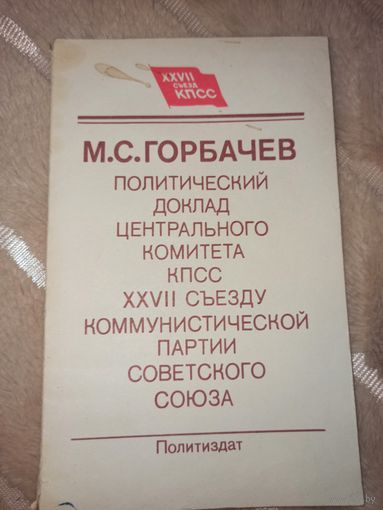 XXVII
СЪЕЗД
КПСС
М.С.ГОРБАЧЕВ
ПОЛИТИЧЕСКИЙ
ДОКЛАД
ЦЕНТРАЛЬНОГО
КОМИТЕТА
КПСС
XXVII СЪЕЗДУ
КОММУНИСТИЧЕСКОЙ
ПАРТИИ
СОВЕТСКОГО
СОЮЗА
Политиздат